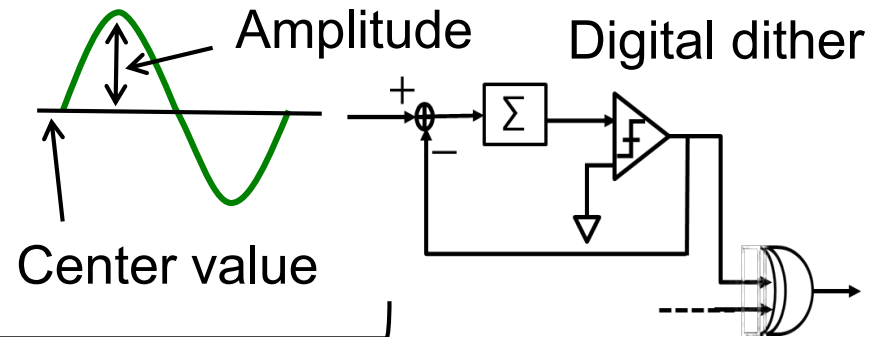 Amplitude
Digital dither
+
Σ
−
Center value